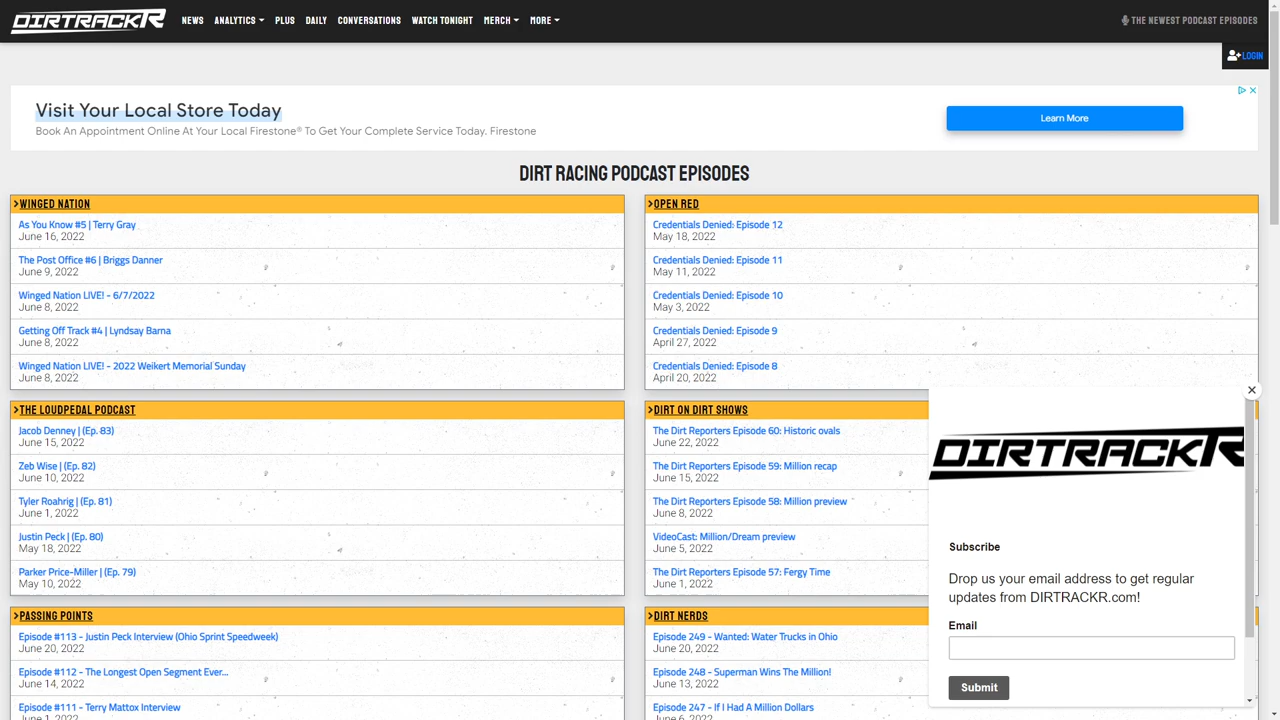 DIRTRACKR
NEWS
ANALYTICS
PLUS
DAILY
CONVERSATIONS
WATCH TONIGHT
MERCH
MORE
THE NEWEST PODCAST EPISODES
LOGIN
Visit Your Local Store Today
Book An Appointment Online At Your Local Firestone® To Get Your Complete Service Today. Firestone
Learn More
DIRT RACING PODCAST EPISODES
>WINGED NATION
As You Know #5 | Terry Gray
June 16, 2022
The Post Office #6 | Briggs Danner
June 9, 2022
Winged Nation LIVE! - 6/7/2022
June 8, 2022
Getting Off Track #4 | Lyndsay Barna
June 8, 2022
Winged Nation LIVE! - 2022 Weikert Memorial Sunday
June 8, 2022
>OPEN RED
Credentials Denied: Episode 12
May 18, 2022
Credentials Denied: Episode 11
May 11, 2022
Credentials Denied: Episode 10
May 3, 2022
Credentials Denied: Episode 9
April 27, 2022
Credentials Denied: Episode 8
April 20, 2022
>THE LOUDPEDAL PODCAST
Jacob Denney | (Ep. 83)
June 15, 2022
Zeb Wise | (Ep. 82)
June 10, 2022
Tyler Roahrig | (Ep. 81)
June 1, 2022
Justin Peck | (Ep. 80)
May 18, 2022
Parker Price-Miller | (Ep. 79)
May 10, 2022
>DIRT ON DIRT SHOWS
The Dirt Reporters Episode 60: Historic ovals
June 22, 2022
The Dirt Reporters Episode 59: Million recap
June 15, 2022
The Dirt Reporters Episode 58: Million preview
June 8, 2022
VideoCast: Million/Dream preview
June 5, 2022
The Dirt Reporters Episode 57: Fergy Time
June 1, 2022
>PASSING POINTS
Episode #113 - Justin Peck Interview (Ohio Sprint Speedweek)
June 20, 2022
Episode #112 - The Longest Open Segment Ever...
June 14, 2022
Episode #111 - Terry Mattox Interview
June 1, 2022
>DIRT NERDS
Episode 249 - Wanted: Water Trucks in Ohio
June 20, 2022
Episode 248 - Superman Wins The Million!
June 13, 2022
Episode 247 - If I Had A Million Dollars
June 6, 2022
DIRTRACKR
Subscribe
Drop us your email address to get regular
updates from DIRTRACKR.com!
Email
Submit